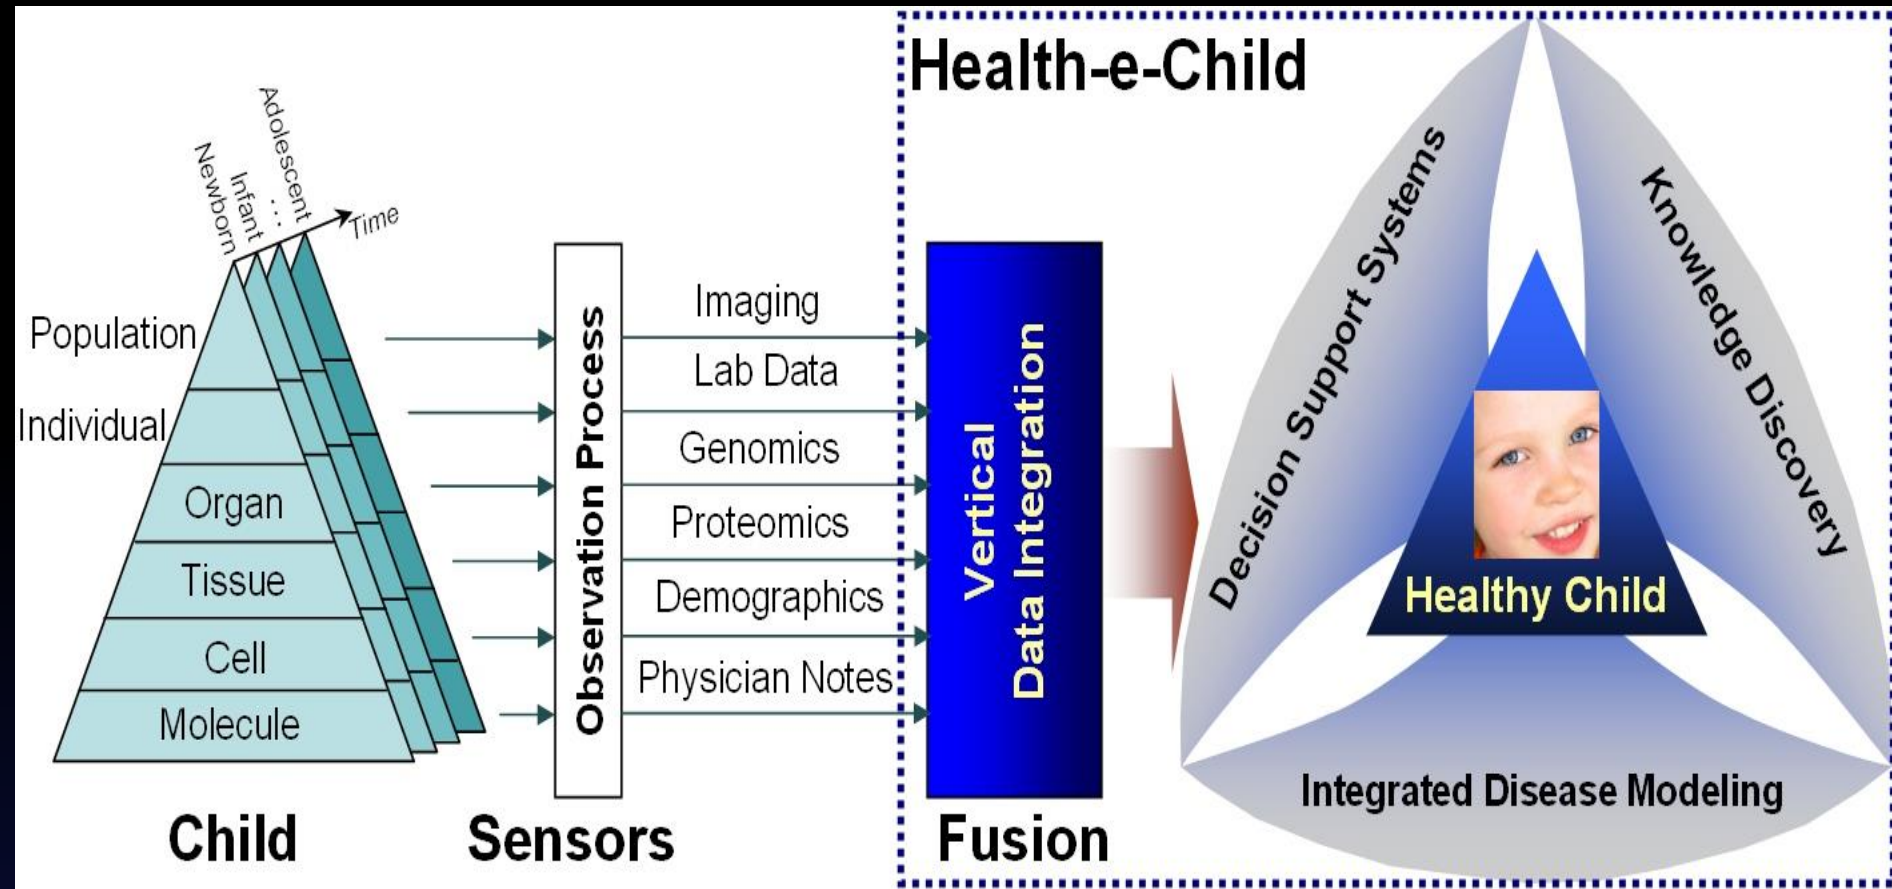 Health-e-Child
Adolescent
...
Infant
Newborn
Time
Population
Individual
Organ
Tissue
Cell
Molecule
Child
Observation Process
Sensors
Imaging
Lab Data
Genomics
Proteomics
Demographics
Physician Notes
Vertical
Data Integration
Fusion
Decision Support Systems
Knowledge Discovery
Healthy Child
Integrated Disease Modeling